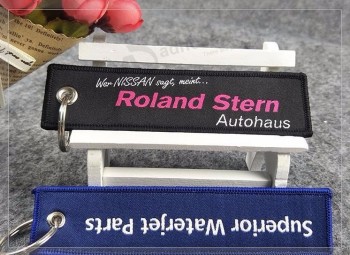 Wer NISSAN sagt, meint...
Roland Stern
Autohaus
Superior Waterjet Parts